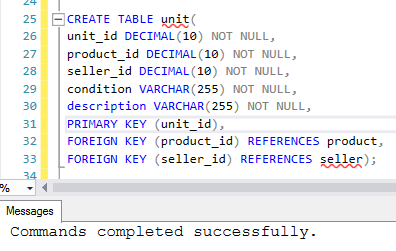 25 CREATE TABLE unit(
26 unit_id DECIMAL(10) NOT NULL,
27 product_id DECIMAL(10) NOT NULL,
28 seller_id DECIMAL(10) NOT NULL,
29 condition VARCHAR(255) NOT NULL,
30 description VARCHAR(255) NOT NULL,
31 PRIMARY KEY (unit_id),
32 FOREIGN KEY (product_id) REFERENCES product,
33 FOREIGN KEY (seller_id) REFERENCES seller);
34
%
Messages
Commands completed successfully.